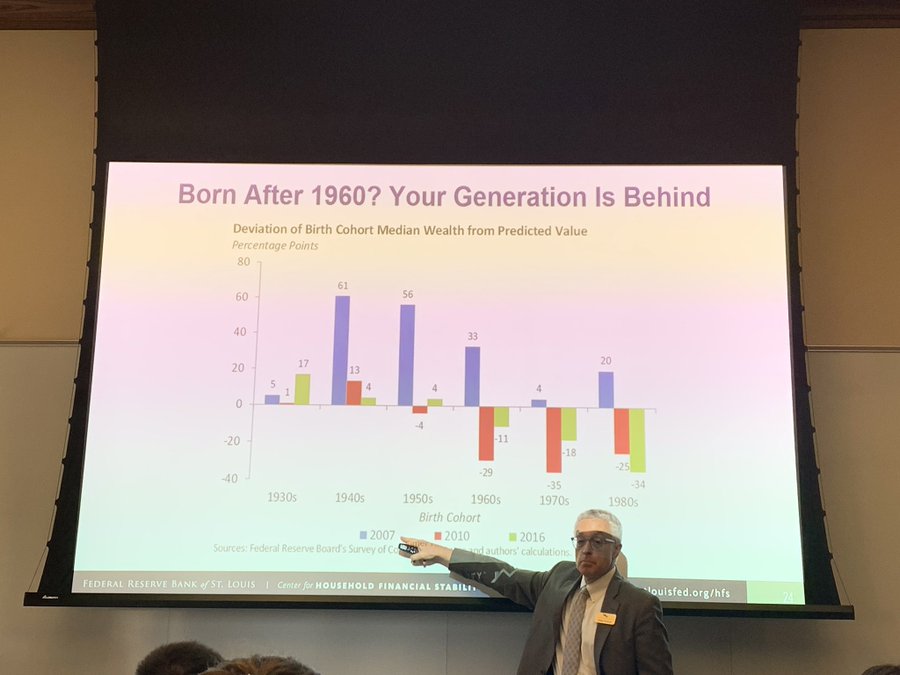 Born After 1960? Your Generation Is Behind
Deviation of Birth Cohort Median Wealth from Predicted Value
Percentage Points
80
60
40
20
0
-20
-40
5
1
17
61
13
4
56
-4
4
33
-29
-11
4
-35
-18
20
-25
-34
1930s
1940s
1950s
1960s
1970s
1980s
Birth Cohort
2007
2010
2016
Sources: Federal Reserve Board's Survey of and authors' calculations.
FEDERAL RESERVE BANK of ST. LOUIS | Center for HOUSEHOLD FINANCIAL louisfed.org/hfs
24